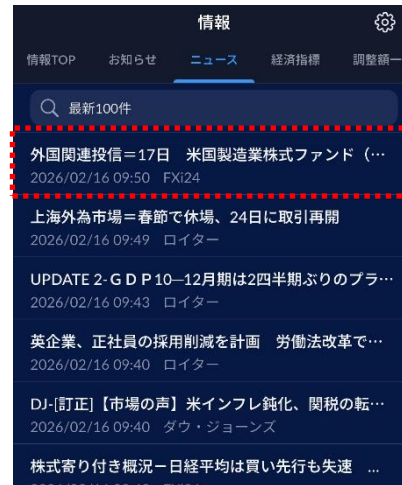 情報
情報TOP お知らせ ニュース 経済指標 調整額一
最新100件
外国関連投信＝17日　米国製造業株式ファンド（…
2026/02/16 09:50 FXi24
上海外為市場＝春節で休場、24日に取引再開
2026/02/16 09:49 ロイター
UPDATE 2-ＧＤＰ10―12月期は2四半期ぶりのプラ…
2026/02/16 09:43 ロイター
英企業、正社員の採用削減を計画　労働法改革で…
2026/02/16 09:40 ロイター
DJ-[訂正]【市場の声】米インフレ鈍化、関税の転…
2026/02/16 09:40 ダウ・ジョーンズ
株式寄り付き概況－日経平均は買い先行も失速 …